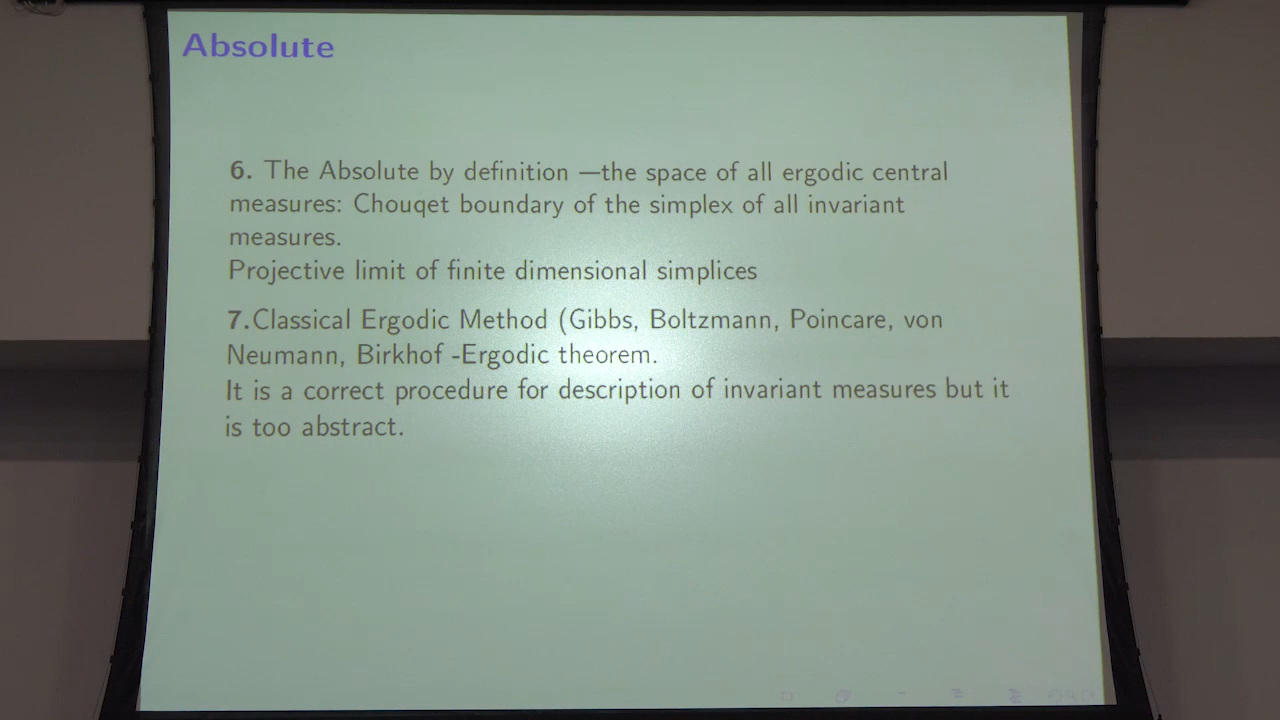 Absolute
6. The Absolute by definition —the space of all ergodic central
measures: Chouqet boundary of the simplex of all invariant
measures.
Projective limit of finite dimensional simplices
7.Classical Ergodic Method (Gibbs, Boltzmann, Poincare, von
Neumann, Birkhof -Ergodic theorem.
It is a correct procedure for description of invariant measures but it
is too abstract.